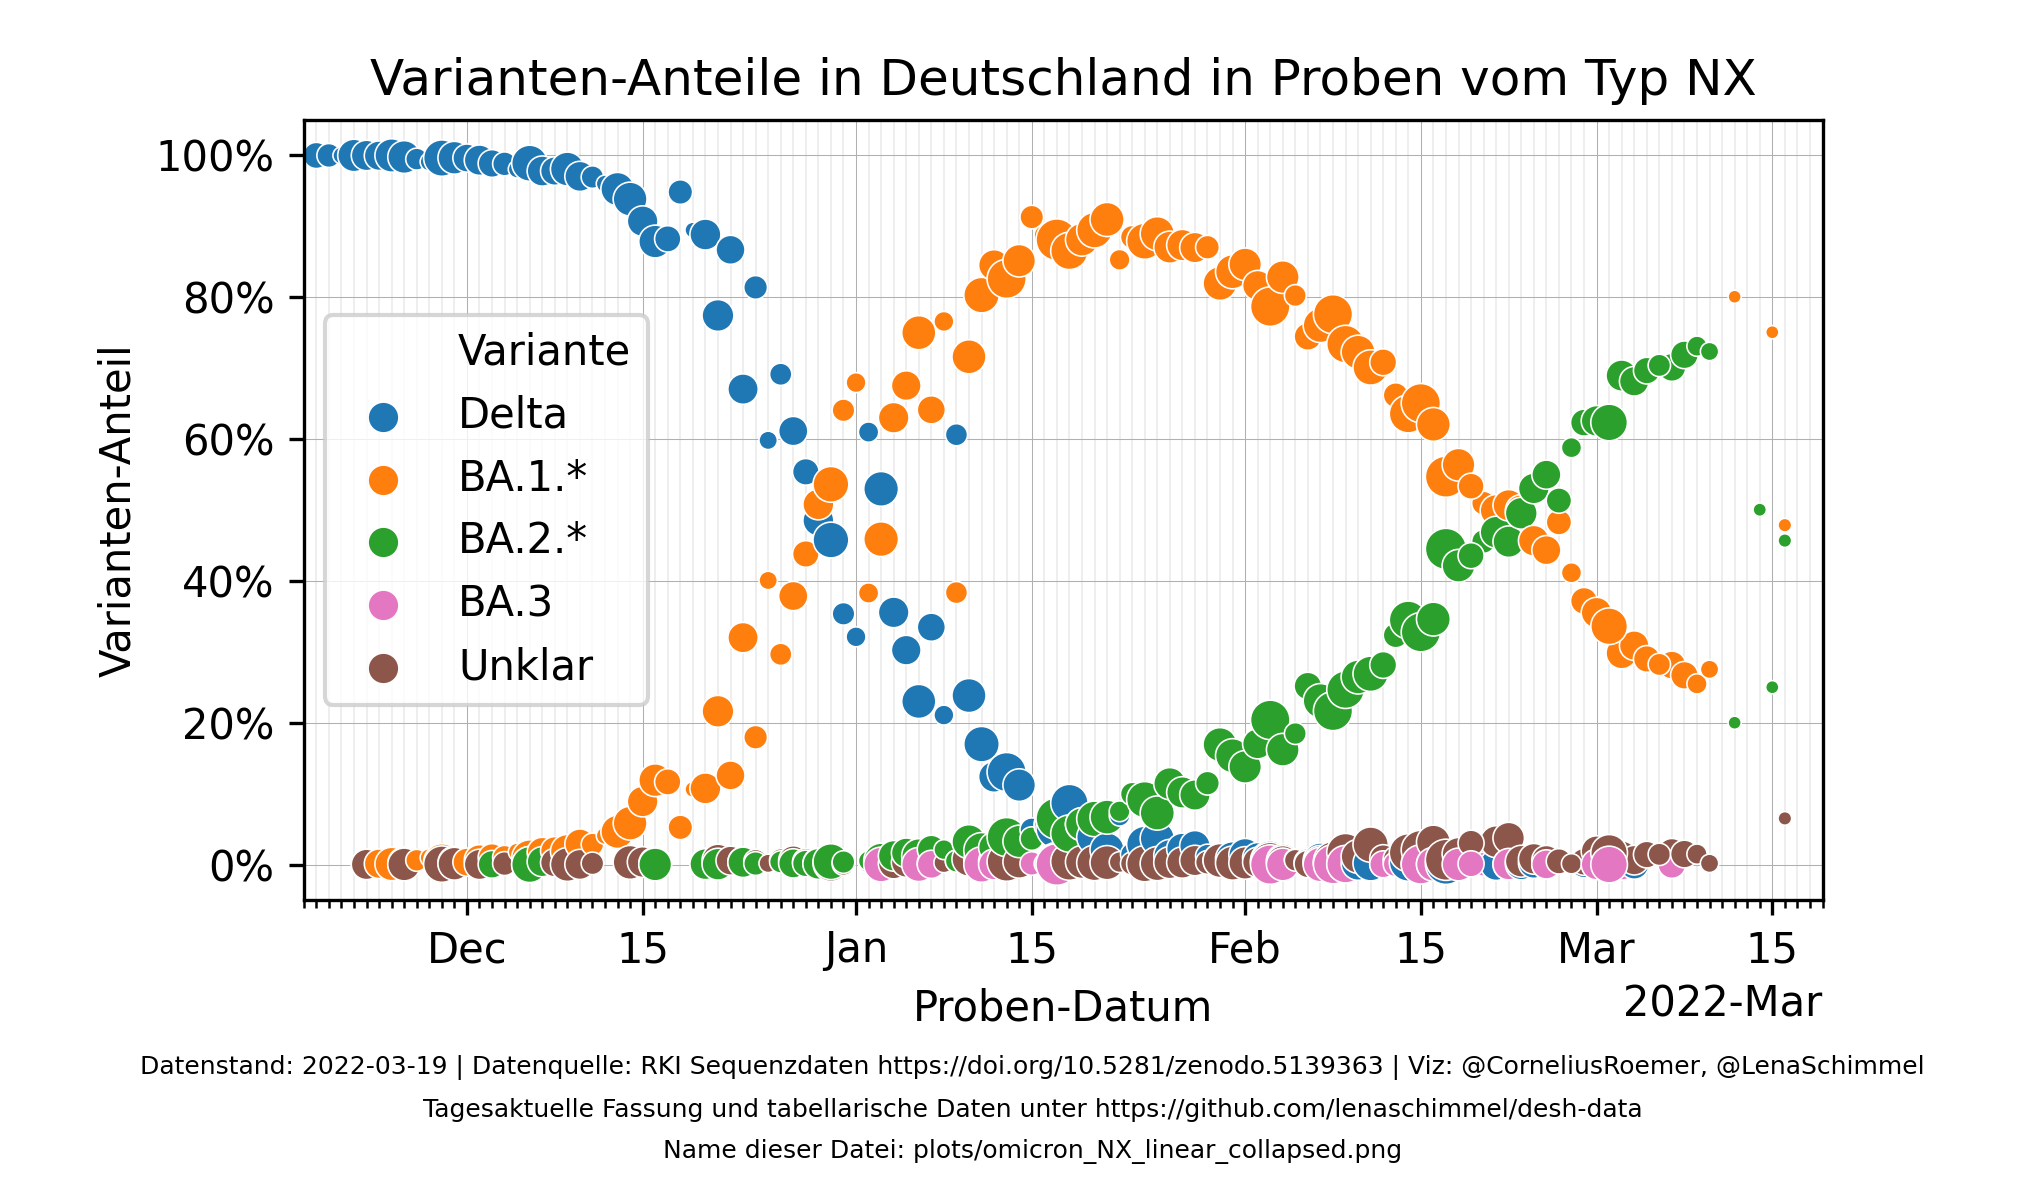 Varianten-Anteile in Deutschland in Proben vom Typ NX
100%
80%
60%
40%
20%
0%
Varianten-Anteil
Variante
Delta
BA.1.*
BA.2.*
BA.3
Unklar
Dec 15 Jan 15 Feb 15 Mar 15
Proben-Datum
2022-Mar
Datenstand: 2022-03-19 | Datenquelle: RKI Sequenzdaten https://doi.org/10.5281/zenodo.5139363 | Viz: @CorneliusRoemer, @LenaSchimmel
Tagesaktuelle Fassung und tabellarische Daten unter https://github.com/lenaschimmel/desh-data
Name dieser Datei: plots/omicron_NX_linear_collapsed.png